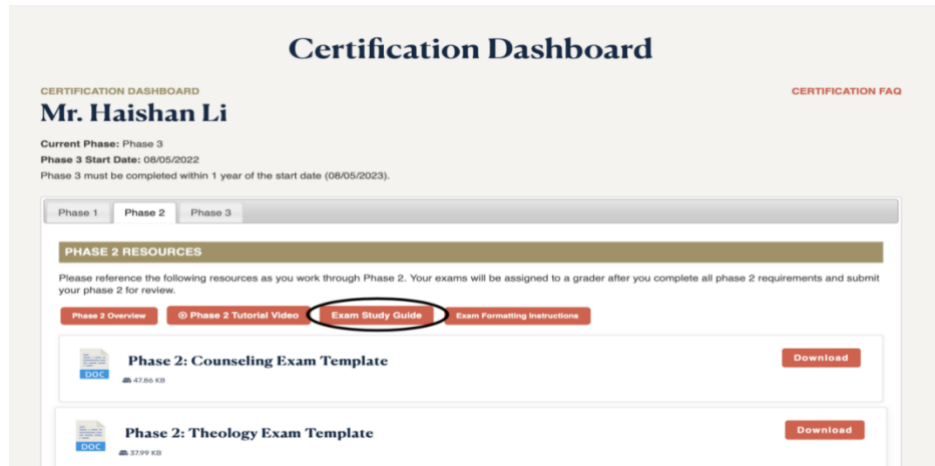 Certification Dashboard
CERTIFICATION DASHBOARD
CERTIFICATION FAQ
Mr. Haishan Li
Current Phase: Phase 3
Phase 3 Start Date: 08/05/2022
Phase 3 must be completed within 1 year of the start date (08/05/2023).
Phase 1 Phase 2 Phase 3
PHASE 2 RESOURCES
Please reference the following resources as you work through Phase 2. Your exams will be assigned to a grader after you complete all phase 2 requirements and submit
your phase 2 for review.
Phase 2 Overview Phase 2 Tutorial Video Exam Study Guide Exam Formatting Instructions
Phase 2: Counseling Exam Template
Download
DOC
47.86 KB
Phase 2: Theology Exam Template
Download
DOC
37.99 KB